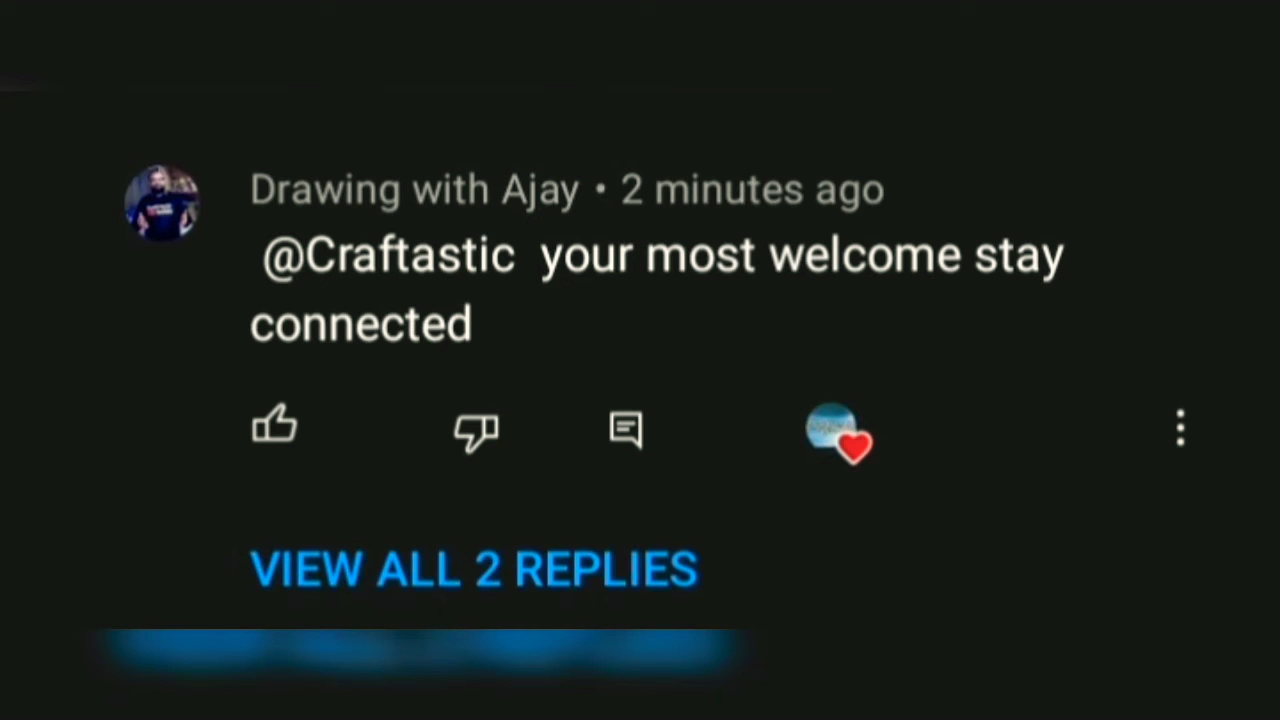 Drawing with Ajay • 2 minutes ago
@Craftastic your most welcome stay
connected
VIEW ALL 2 REPLIES